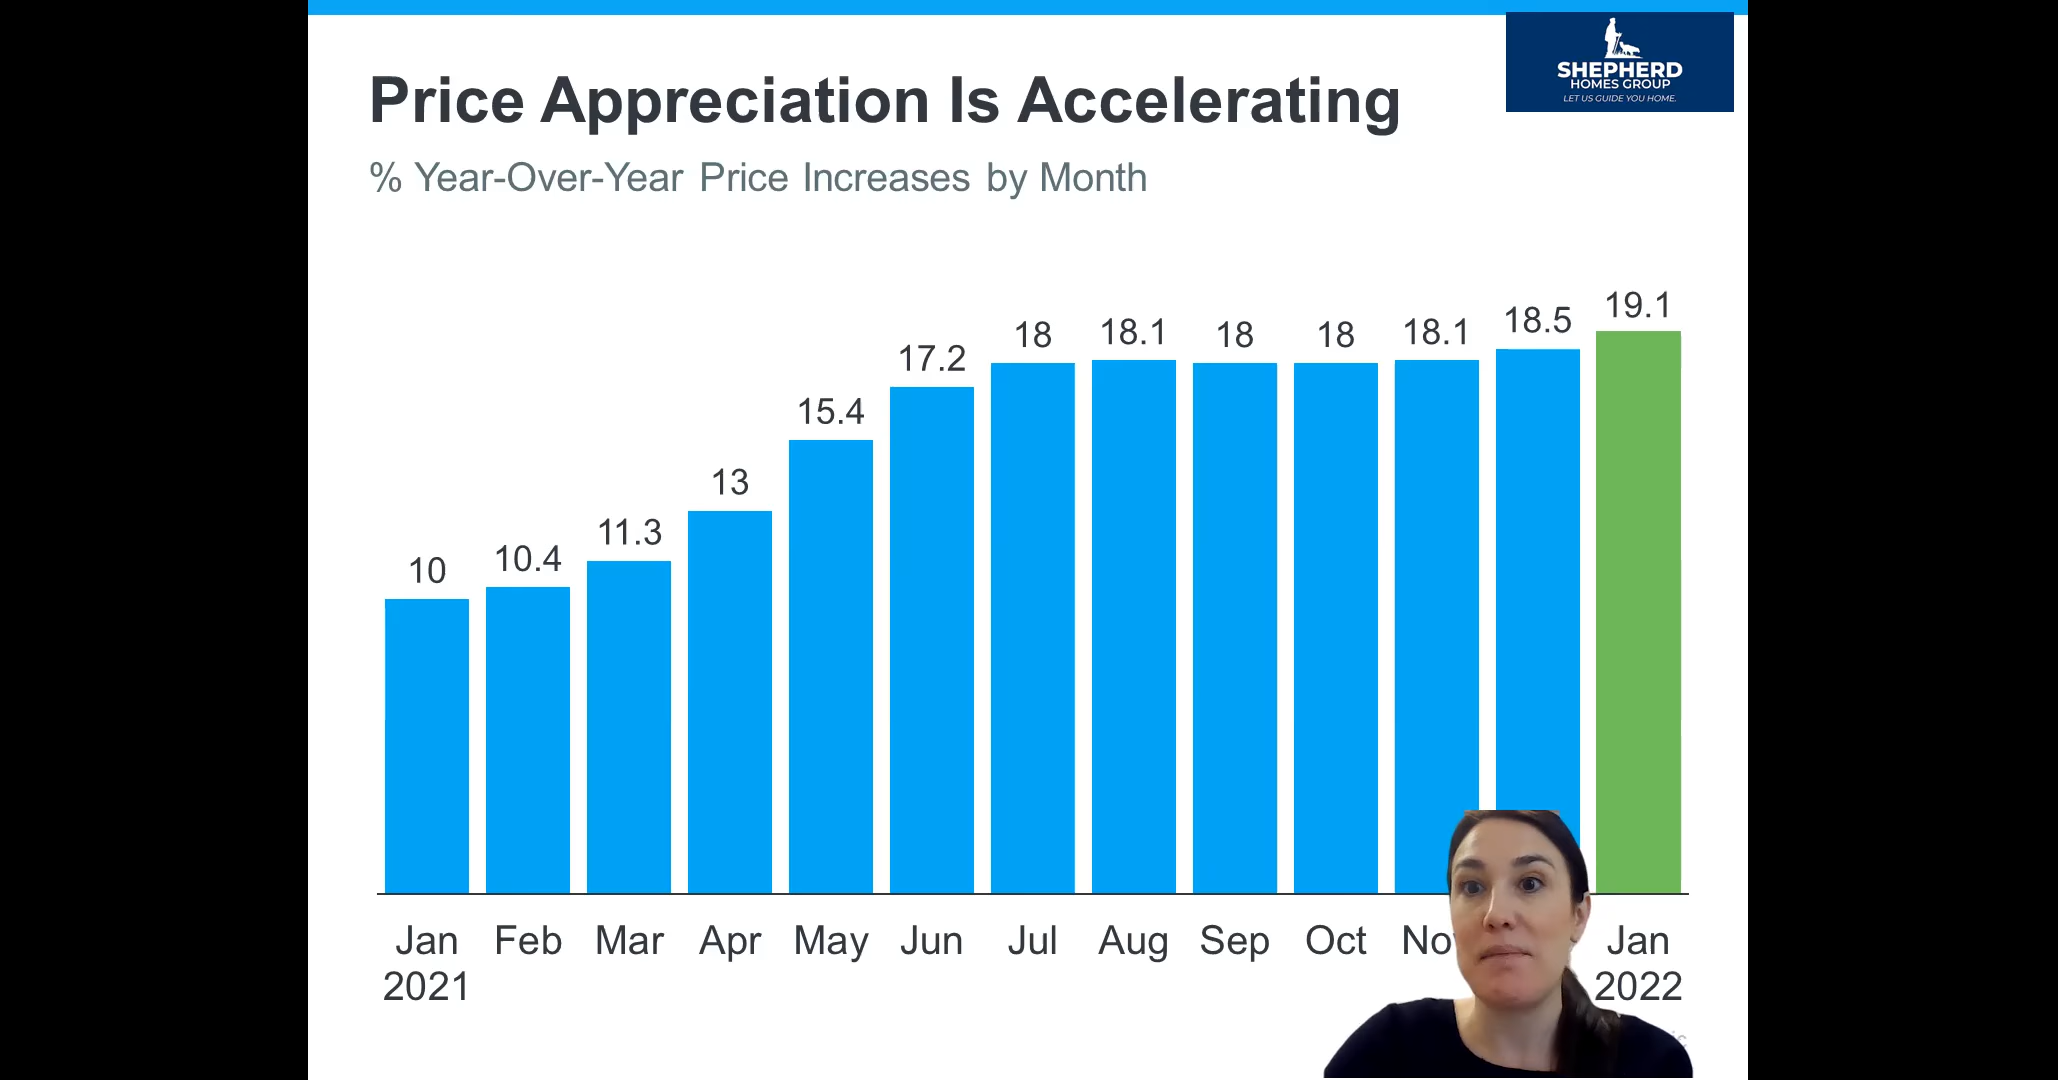 SHEPHERD
HOMES GROUP
LET US GUIDE YOU HOME.
Price Appreciation Is Accelerating
% Year-Over-Year Price Increases by Month
10
10.4
11.3
13
15.4
17.2
18
18.1
18
18
18.1
18.5
19.1
Jan Feb Mar Apr May Jun Jul Aug Sep Oct Jan
2021 2022